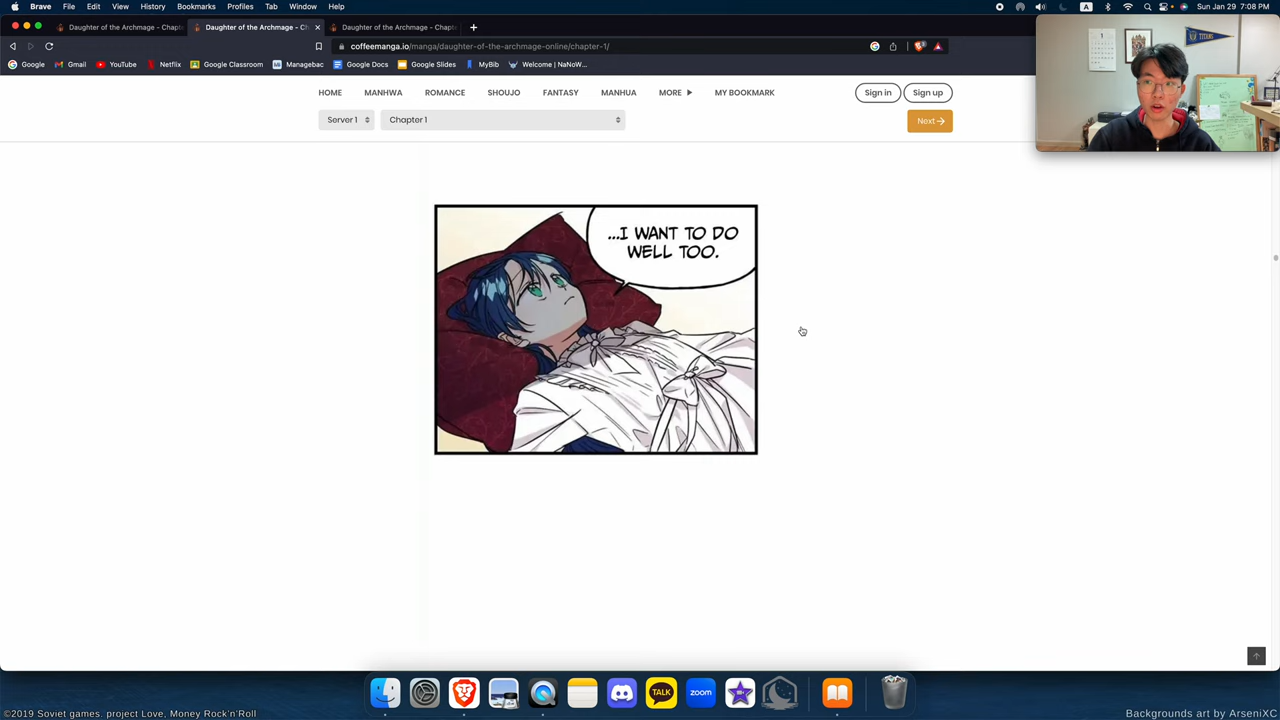 Brave File Edit View History Bookmarks Profiles Tab Window Help
A Sun Jan 29 7:08 PM
Daughter of the Archmage - Chapt
Daughter of the Archmage - Ch
Daughter of the Archmage - Chapte
coffeemanga.io/manga/daughter-of-the-archmage-online/chapter-1/
Google Gmail YouTube Netflix Google Classroom Managebac Google Docs Google Slides MyBib Welcome | NaNoW...
HOME MANHWA ROMANCE SHOUJO FANTASY MANHUA MORE MY BOOKMARK
Sign in Sign up
Server 1 Chapter 1 Next
TITANS
...I WANT TO DO
WELL TOO.
TALK
zoom
©2019 Soviet games. project Love, Money Rock'n'Roll
Backgrounds art by ArseniXC